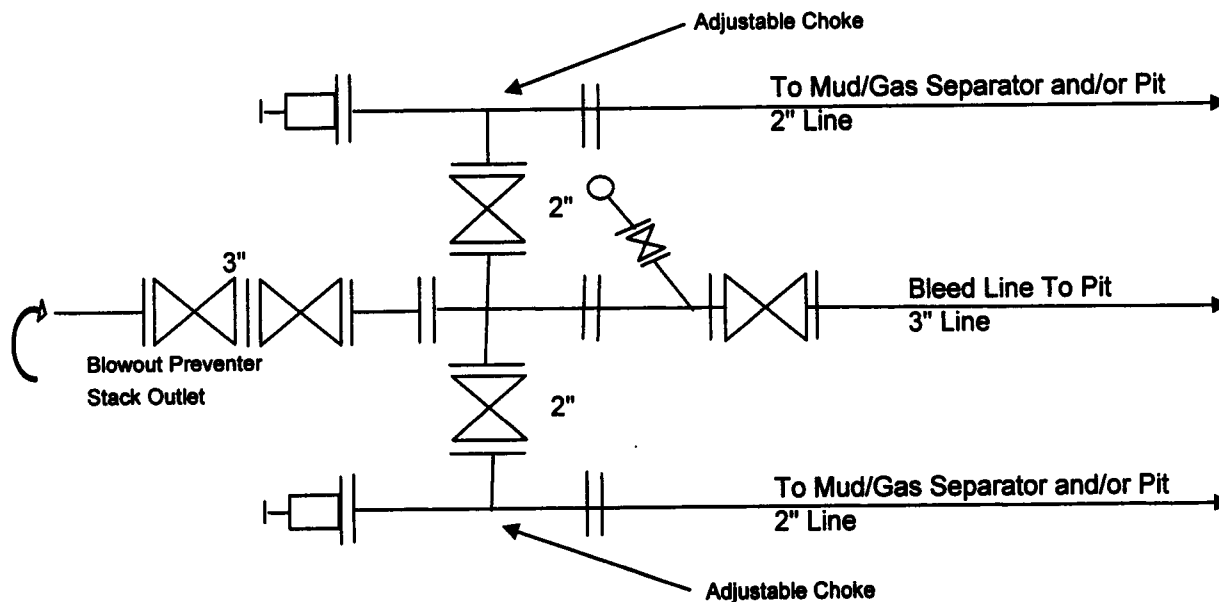 Adjustable Choke
To Mud/Gas Separator and/or Pit
2" Line
2"
3"
Bleed Line To Pit
3" Line
Blowout Preventer
Stack Outlet
2"
To Mud/Gas Separator and/or Pit
2" Line
Adjustable Choke